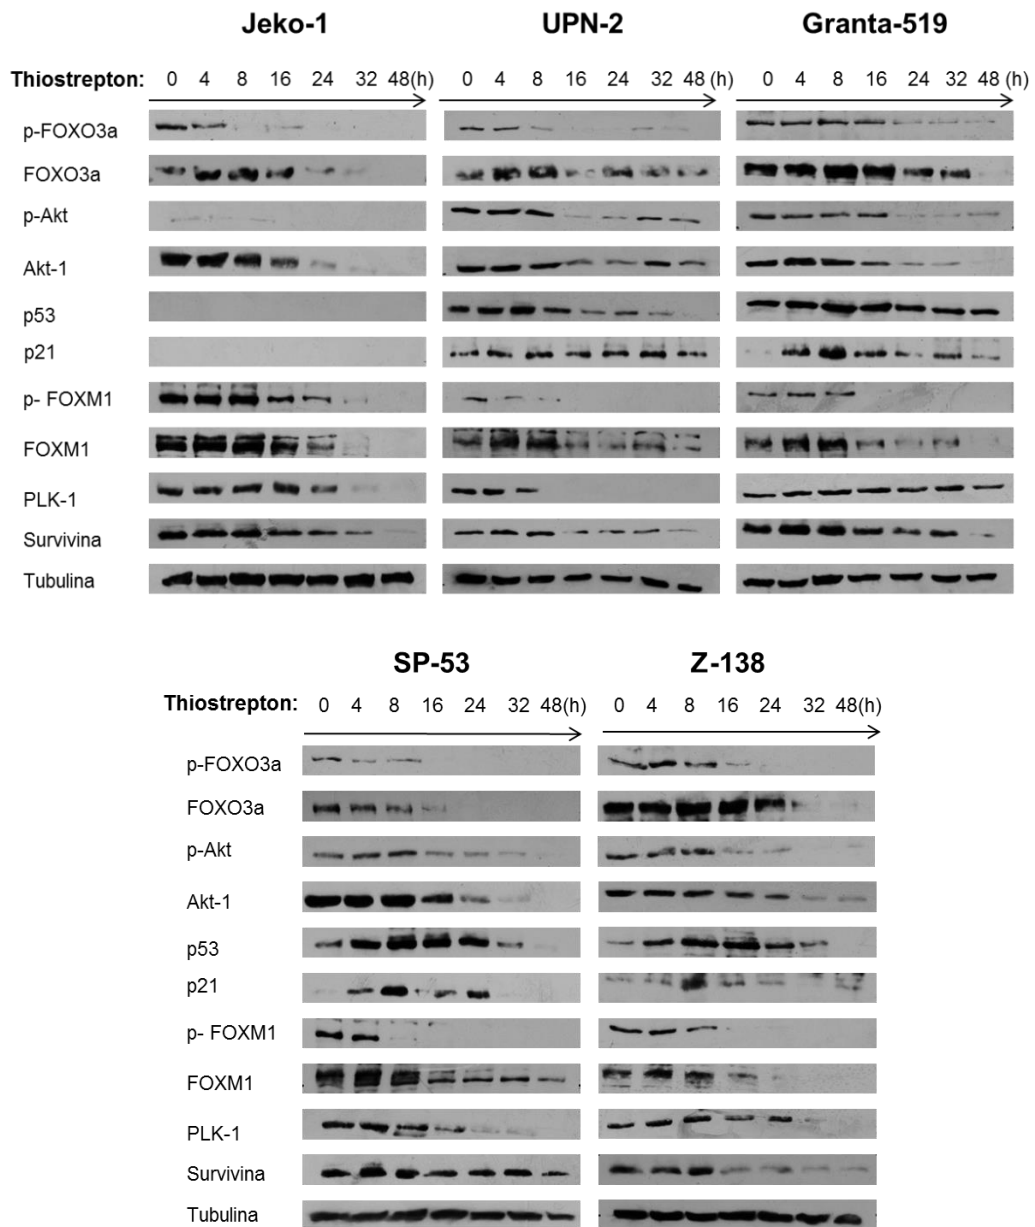 Jeko-1 UPN-2 Granta-519
Thiostrepton: 0 4 8 16 24 32 48(h) 0 4 8 16 24 32 48(h) 0 4 8 16 24 32 48(h)
p-FOXO3a
FOXO3a
p-Akt
Akt-1
p53
p21
p- FOXM1
FOXM1
PLK-1
Survivina
Tubulina
SP-53 Z-138
Thiostrepton: 0 4 8 16 24 32 48(h) 0 4 8 16 24 32 48(h)
p-FOXO3a
FOXO3a
p-Akt
Akt-1
p53
p21
p- FOXM1
FOXM1
PLK-1
Survivina
Tubulina